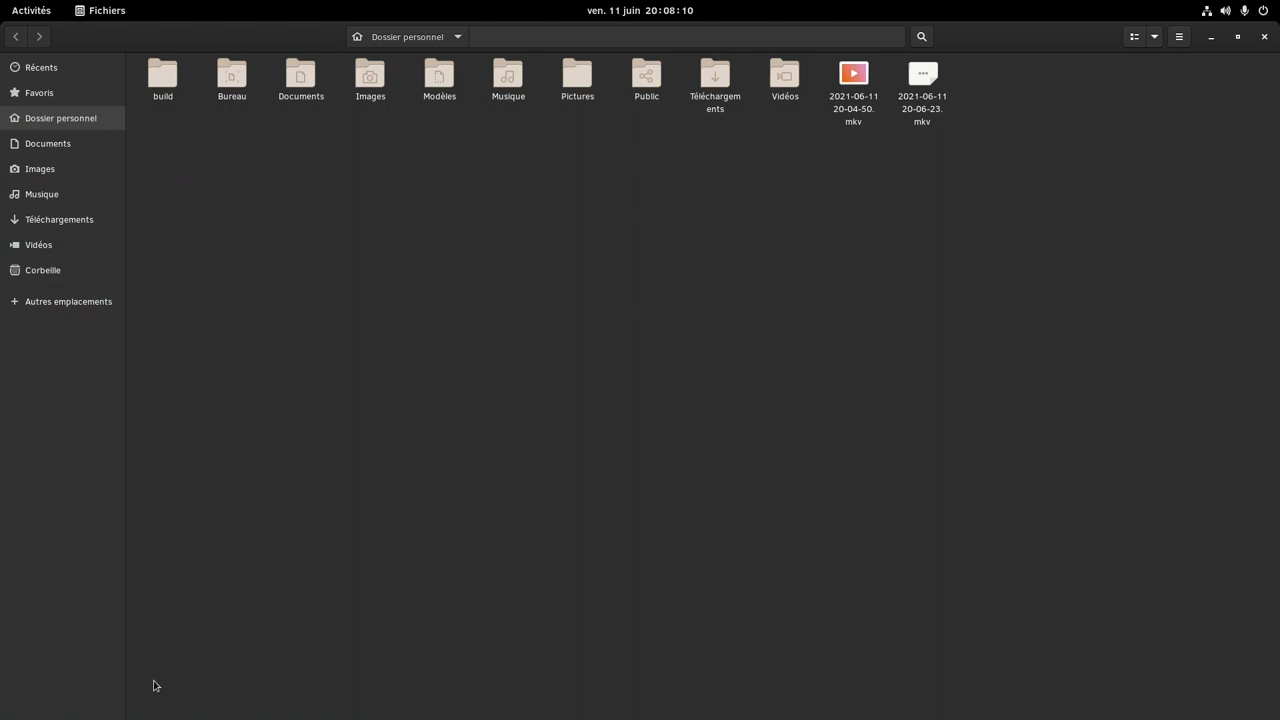 Activités Fichiers ven. 11 juin 20:08:10
Dossier personnel
Récents
Favoris
Dossier personnel
Documents
Images
Musique
Téléchargements
Vidéos
Corbeille
Autres emplacements
build
Bureau
Documents
Images
Modèles
Musique
Pictures
Public
Téléchargem
ents
Vidéos
2021-06-11
20-04-50.
mkv
2021-06-11
20-06-23.
mkv